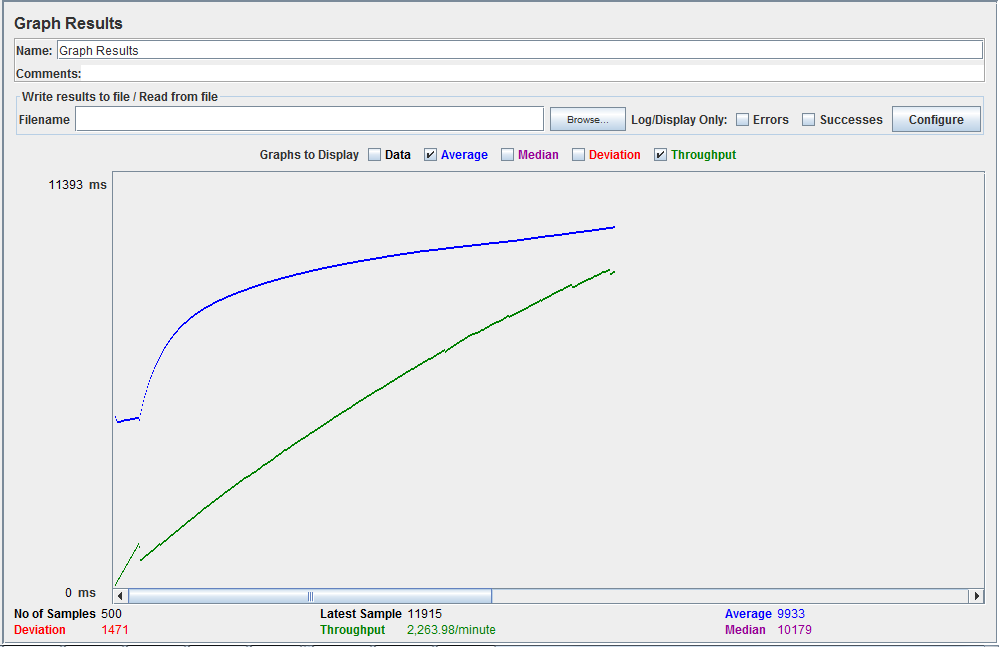 Graph Results
Name: Graph Results
Comments:
Write results to file / Read from file
Filename Browse... Log/Display Only: Errors Successes Configure
Graphs to Display Data Average Median Deviation Throughput
11393 ms
0 ms
No of Samples 500 Latest Sample 11915 Average 9933
Deviation 1471 Throughput 2,263.98/minute Median 10179